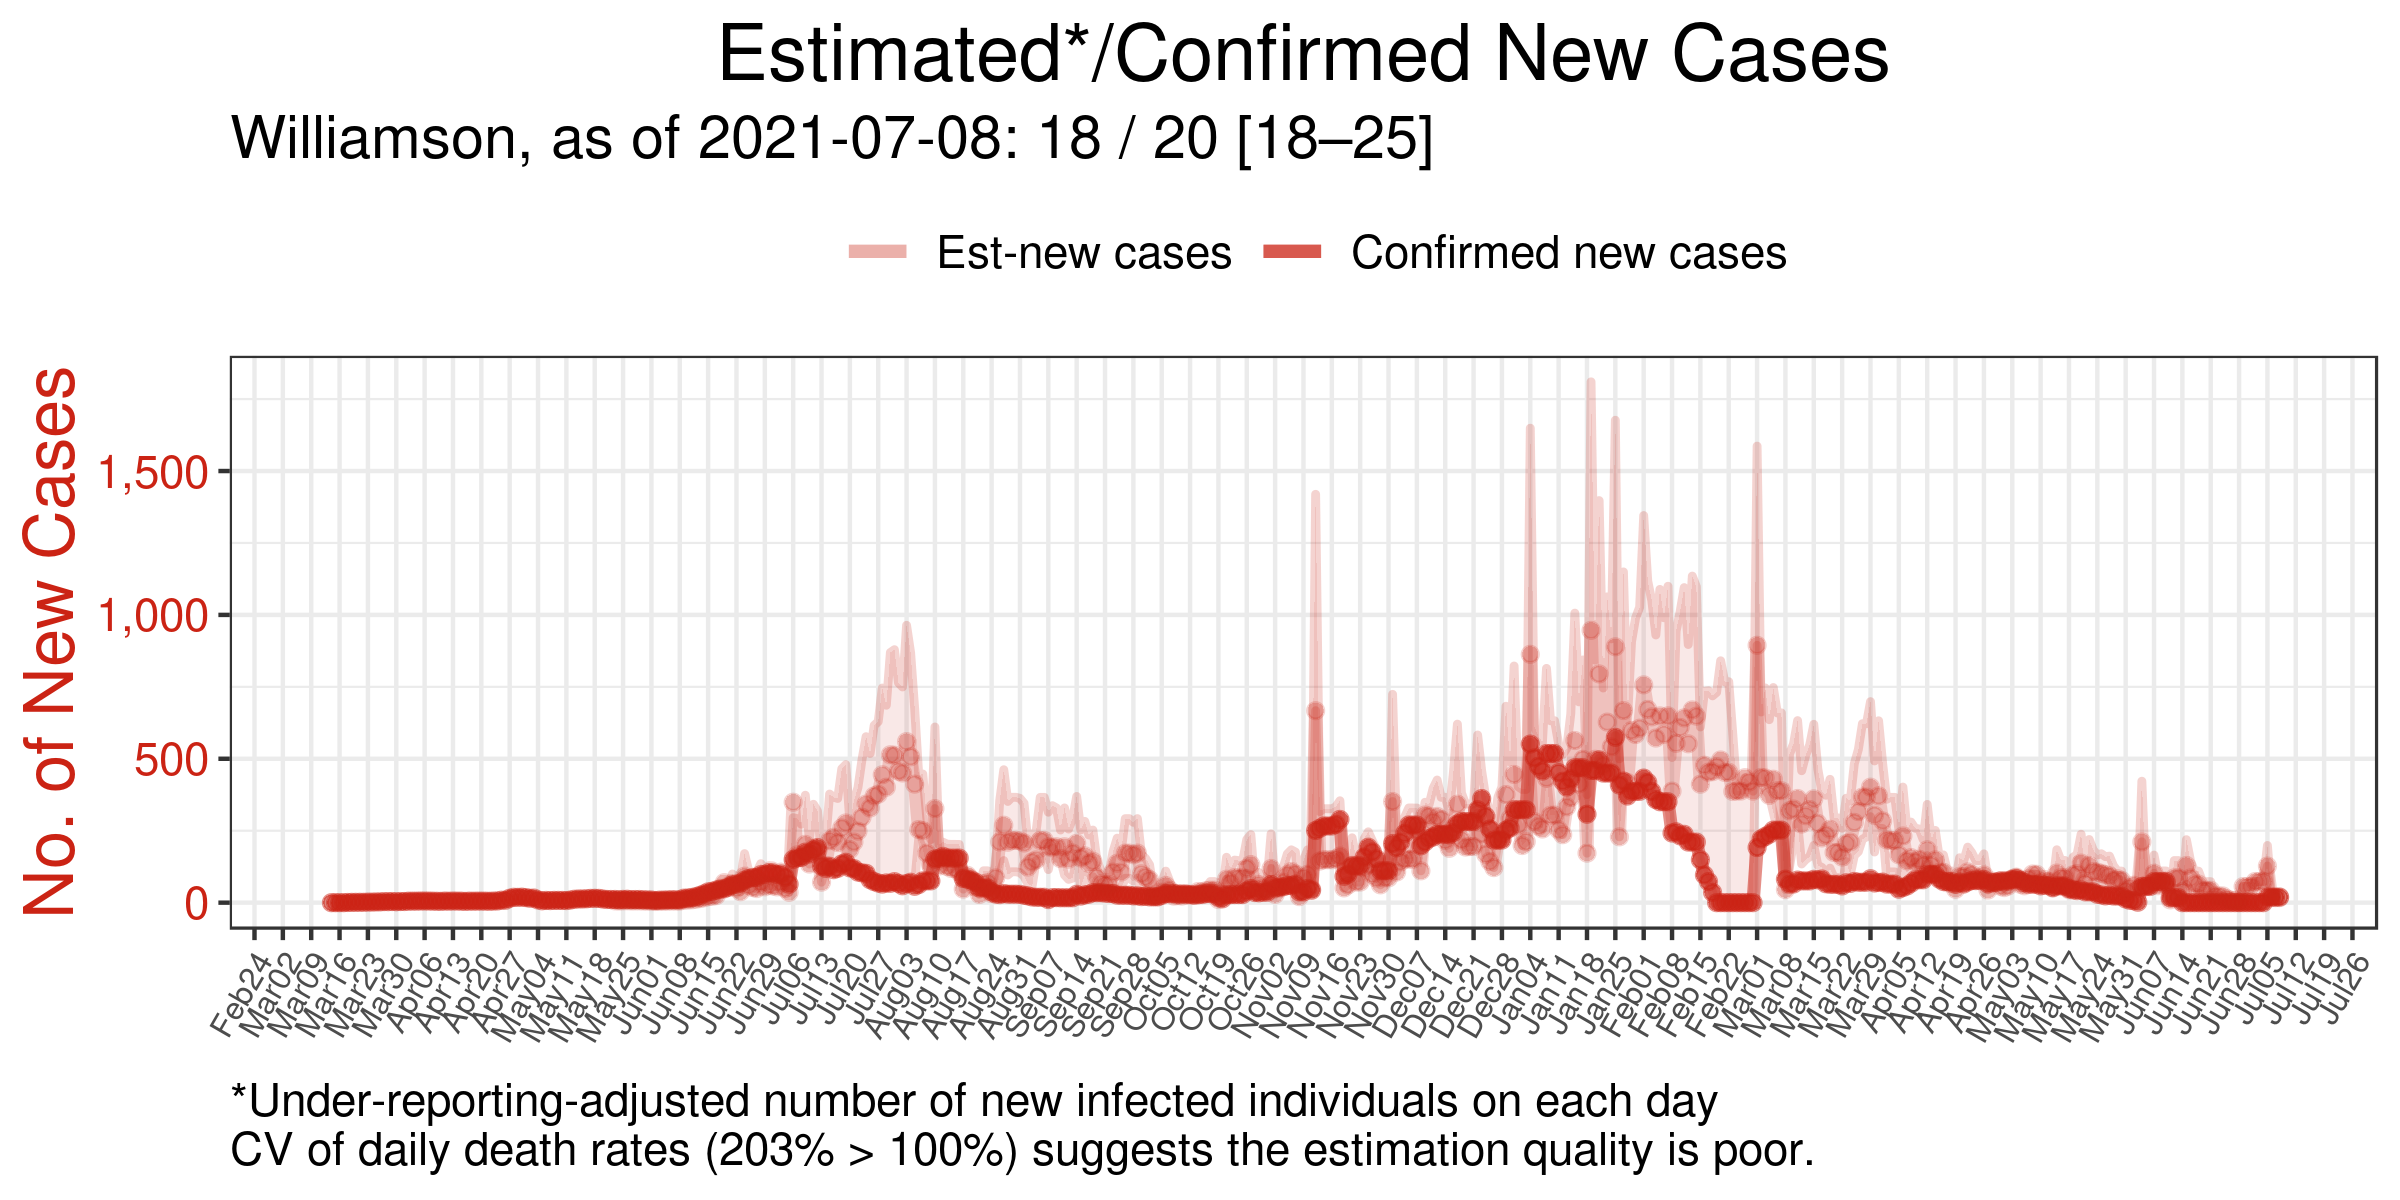 Estimated*/Confirmed New Cases
Williamson, as of 2021-07-08: 18 / 20 [18–25]
Est-new cases Confirmed new cases
No. of New Cases
1,500
1,000
500
0
Feb24 Mar02 Mar09 Mar16 Mar23 Mar30 Apr06 Apr13 Apr20 Apr27 May04 May11 May18 May25 Jun01 Jun08 Jun15 Jun22 Jun29 Jul06 Jul13 Jul20 Jul27 Aug03 Aug10 Aug17 Aug24 Aug31 Sep07 Sep14 Sep21 Sep28 Oct05 Oct12 Oct19 Oct26 Nov02 Nov09 Nov16 Nov23 Nov30 Dec07 Dec14 Dec21 Dec28 Jan04 Jan11 Jan18 Jan25 Feb01 Feb08 Feb15 Feb22 Mar01 Mar08 Mar15 Mar22 Mar29 Apr05 Apr12 Apr19 Apr26 May03 May10 May17 May24 May31 Jun07 Jun14 Jun21 Jun28 Jul05 Jul12 Jul19 Jul26
*Under-reporting-adjusted number of new infected individuals on each day
CV of daily death rates (203% > 100%) suggests the estimation quality is poor.